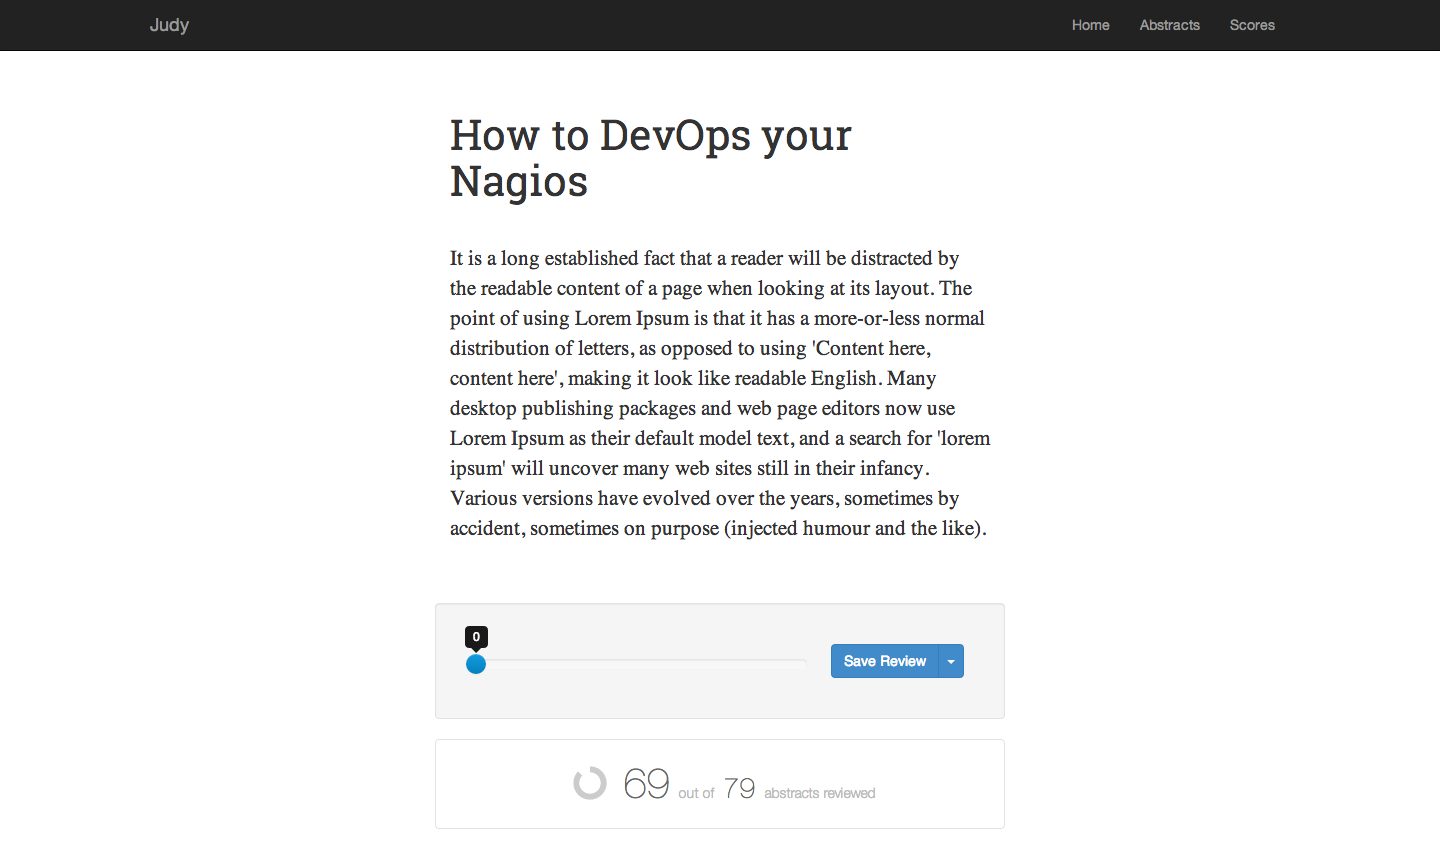 Judy
Home Abstracts Scores
How to DevOps your
Nagios
It is a long established fact that a reader will be distracted by
the readable content of a page when looking at its layout. The
point of using Lorem Ipsum is that it has a more-or-less normal
distribution of letters, as opposed to using 'Content here,
content here', making it look like readable English. Many
desktop publishing packages and web page editors now use
Lorem Ipsum as their default model text, and a search for 'lorem
ipsum' will uncover many web sites still in their infancy.
Various versions have evolved over the years, sometimes by
accident, sometimes on purpose (injected humour and the like).
0
Save Review
69 out of 79 abstracts reviewed